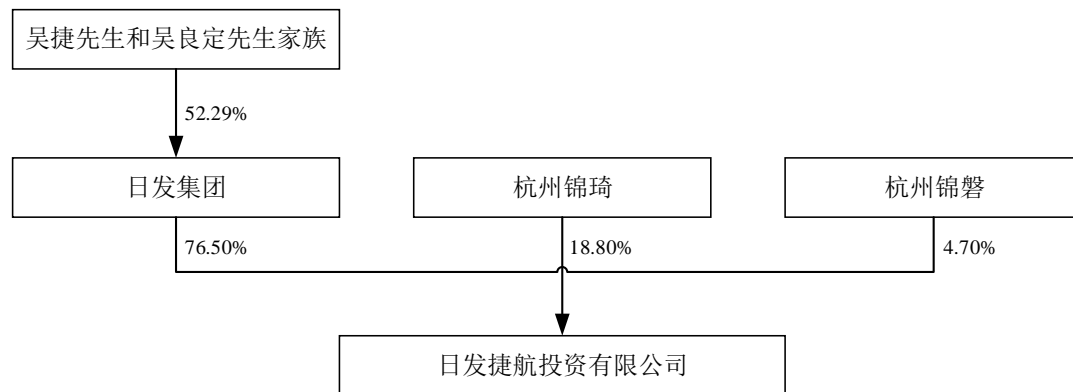 吴捷先生和吴良定先生家族
52.29%
日发集团
杭州锦琦
杭州锦磐
76.50%
18.80%
4.70%
日发捷航投资有限公司